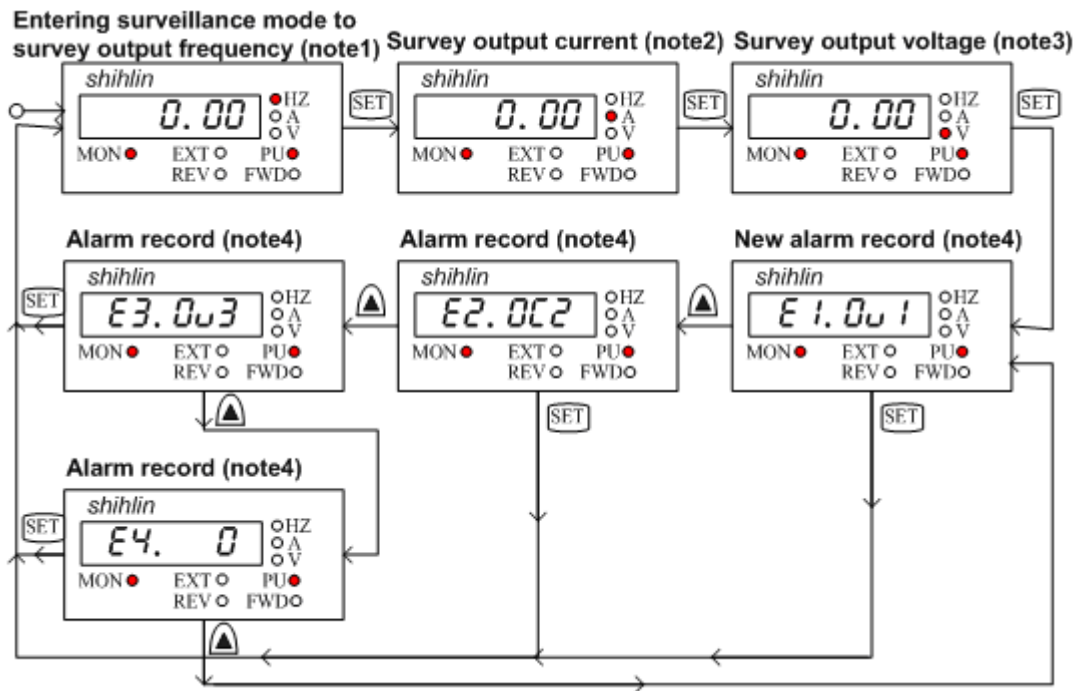 Entering surveillance mode to
survey output frequency (note1)
Survey output current (note2)
Survey output voltage (note3)
shihlin
0.00
HZ
A
V
MON EXT PU
REV FWD
SET
shihlin
0.00
HZ
A
V
MON EXT PU
REV FWD
SET
shihlin
0.00
HZ
A
V
MON EXT PU
REV FWD
SET
Alarm record (note4)
Alarm record (note4)
New alarm record (note4)
SET
shihlin
E3.0u3
HZ
A
V
MON EXT PU
REV FWD
shihlin
E2.0C2
HZ
A
V
MON EXT PU
REV FWD
SET
shihlin
E1.0u1
HZ
A
V
MON EXT PU
REV FWD
SET
Alarm record (note4)
SET
shihlin
E4. 0
HZ
A
V
MON EXT PU
REV FWD